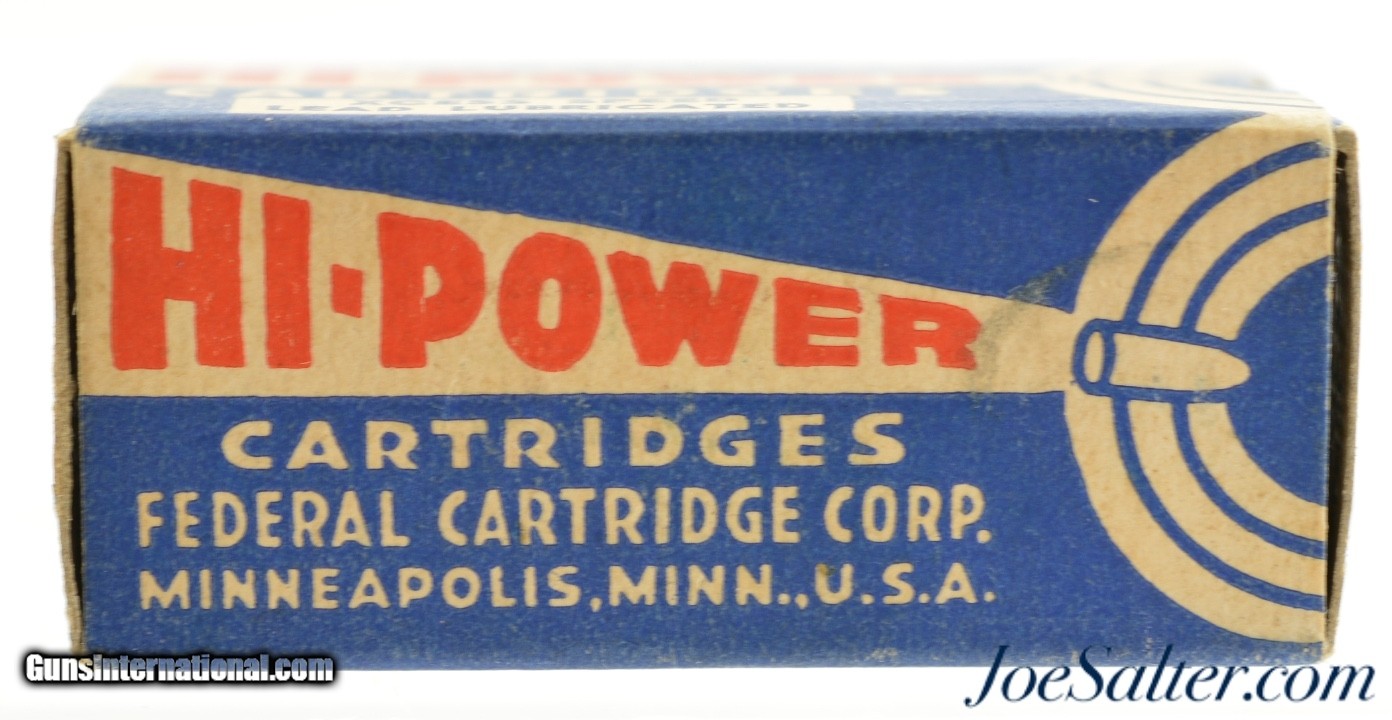 LEAD LUBRICATED
HI-POWER
CARTRIDGES
FEDERAL CARTRIDGE CORP.
MINNEAPOLIS, MINN., U.S.A.
GunsInternational.com
JoeSalter.com